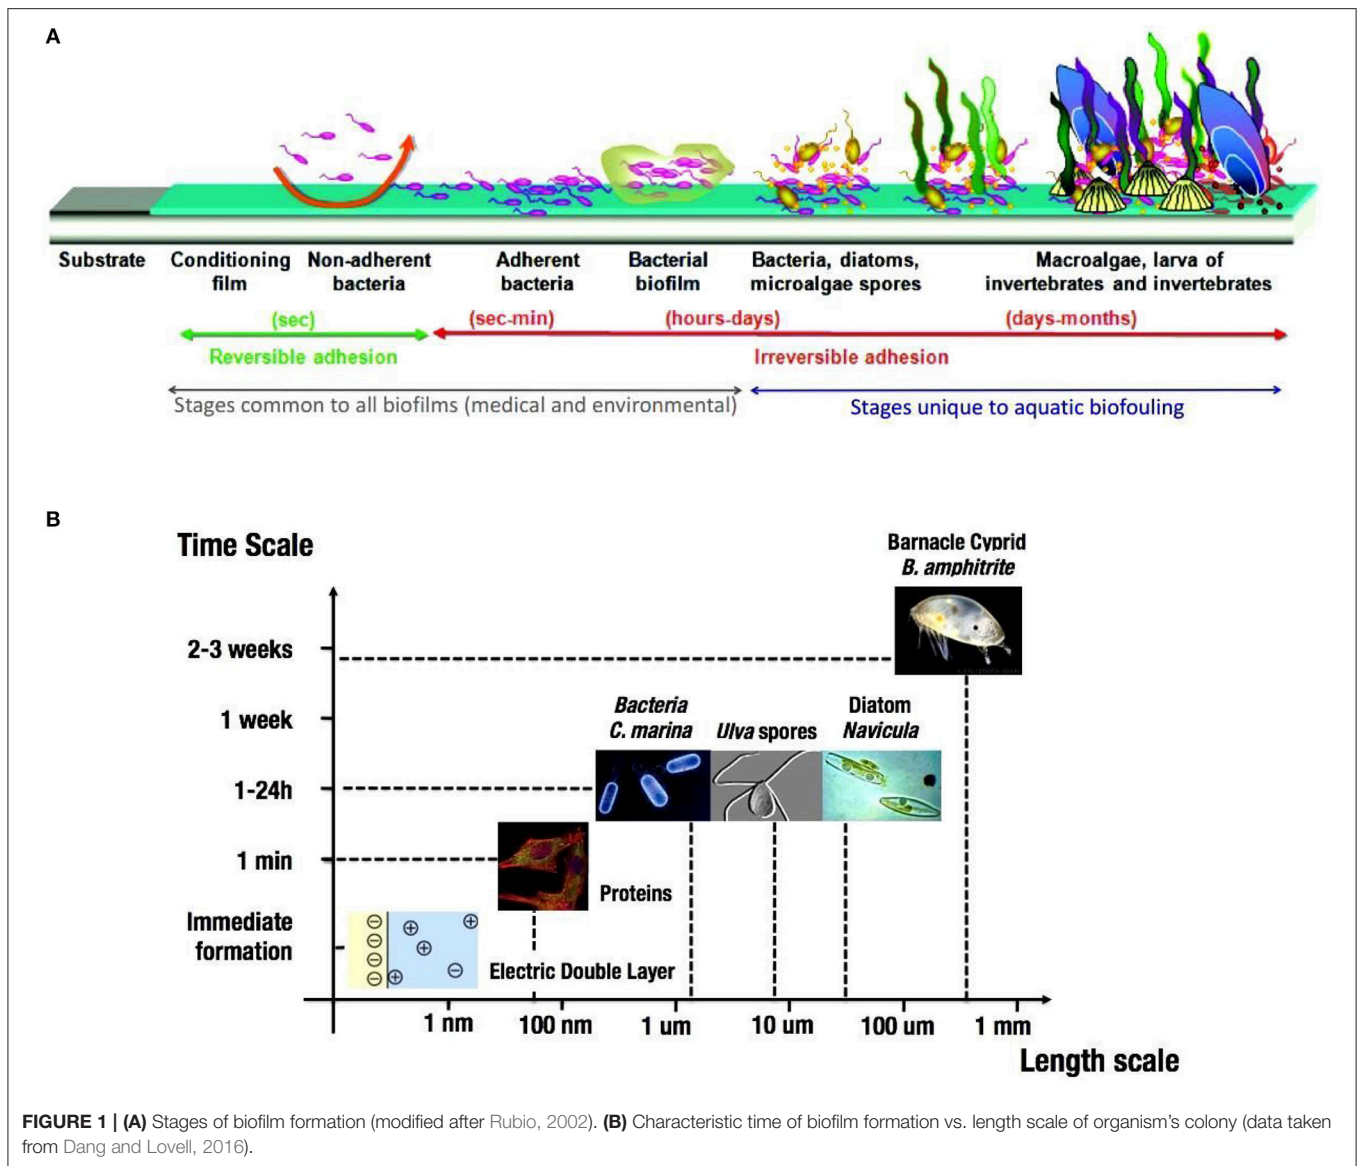 A
Substrate
Conditioning
film
Non-adherent
bacteria
Adherent
bacteria
Bacterial
biofilm
Bacteria, diatoms,
microalgae spores
Macroalgae, larva of
invertebrates and invertebrates
(sec)
(sec-min)
(hours-days)
(days-months)
Reversible adhesion
Irreversible adhesion
Stages common to all biofilms (medical and environmental)
Stages unique to aquatic biofouling
B
Time Scale
Barnacle Cyprid
B. amphitrite
2-3 weeks
1 week
Bacteria
C. marina
Ulva spores
Diatom
Navicula
1-24h
1 min
Proteins
Immediate
formation
Electric Double Layer
1 nm
100 nm
1 um
10 um
100 um
1 mm
Length scale
FIGURE 1 | (A) Stages of biofilm formation (modified after Rubio, 2002). (B) Characteristic time of biofilm formation vs. length scale of organism's colony (data taken
from Dang and Lovell, 2016).